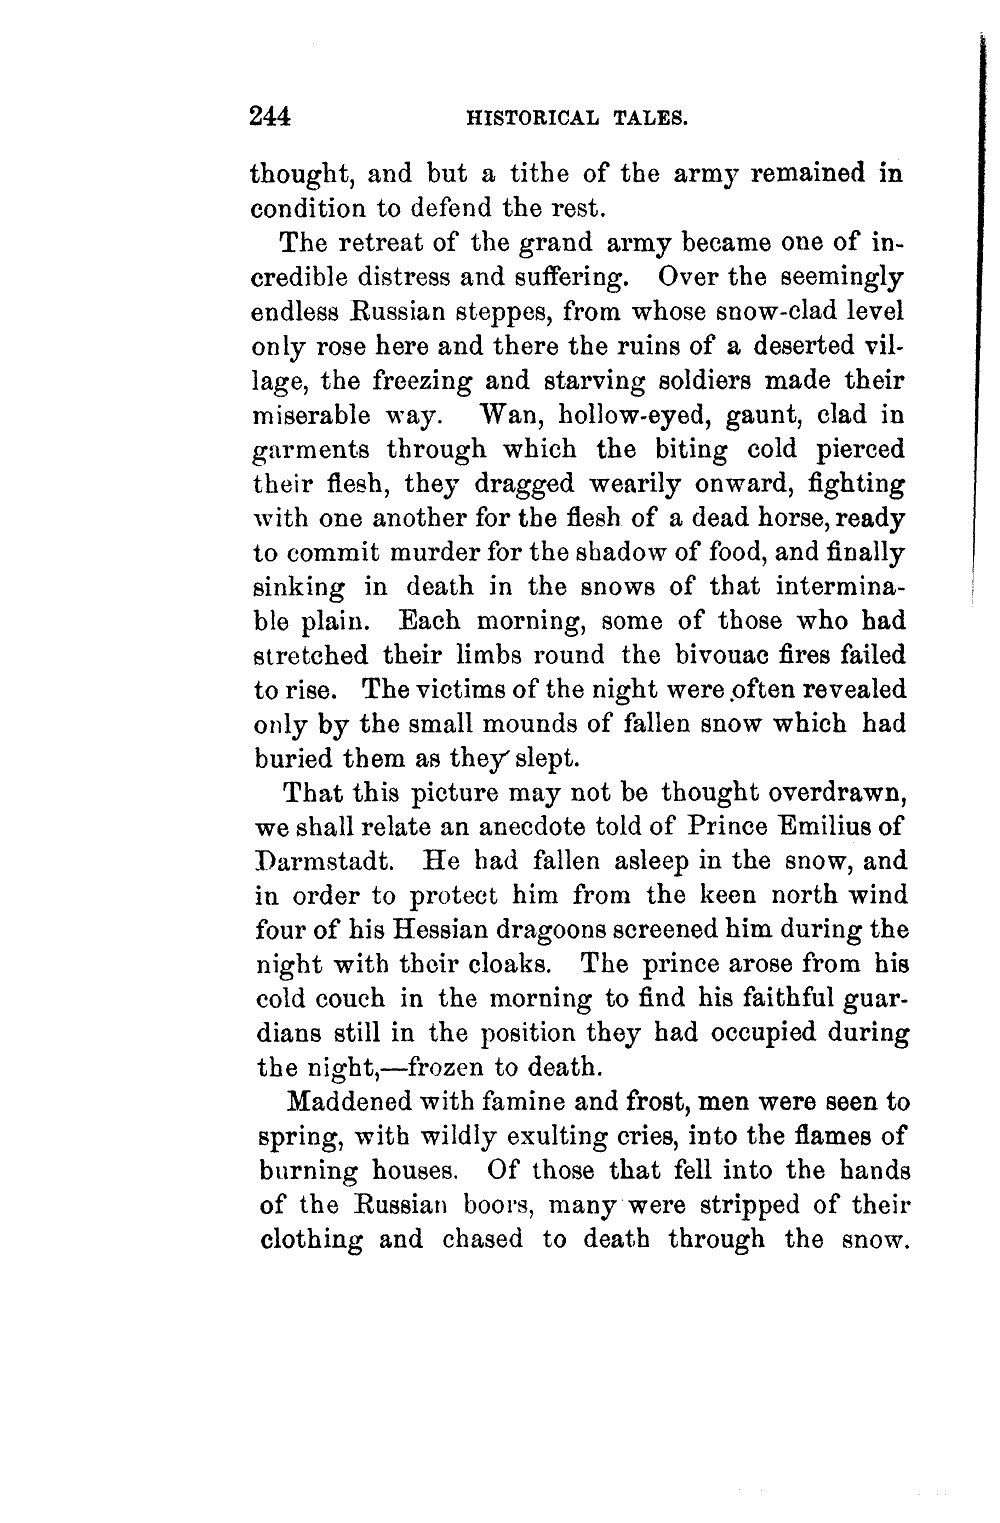 244 HISTORICAL TALES.
thought, and but a tithe of the army remained in
condition to defend the rest.
The retreat of the grand army became one of in-
credible distress and suffering. Over the seemingly
endless Russian steppes, from whose snow-clad level
only rose here and there the ruins of a deserted vil-
lage, the freezing and starving soldiers made their
miserable way. Wan, hollow-eyed, gaunt, clad in
garments through which the biting cold pierced
their flesh, they dragged wearily onward, fighting
with one another for the flesh of a dead horse, ready
to commit murder for the shadow of food, and finally
sinking in death in the snows of that intermina-
ble plain. Each morning, some of those who had
stretched their limbs round the bivouac fires failed
to rise. The victims of the night were often revealed
only by the small mounds of fallen snow which had
buried them as they slept.
That this picture may not be thought overdrawn,
we shall relate an anecdote told of Prince Emilius of
Darmstadt. He had fallen asleep in the snow, and
in order to protect him from the keen north wind
four of his Hessian dragoons screened him during the
night with their cloaks. The prince arose from his
cold couch in the morning to find his faithful guar-
dians still in the position they had occupied during
the night,—frozen to death.
Maddened with famine and frost, men were seen to
spring, with wildly exulting cries, into the flames of
burning houses. Of those that fell into the hands
of the Russian boors, many were stripped of their
clothing and chased to death through the snow.